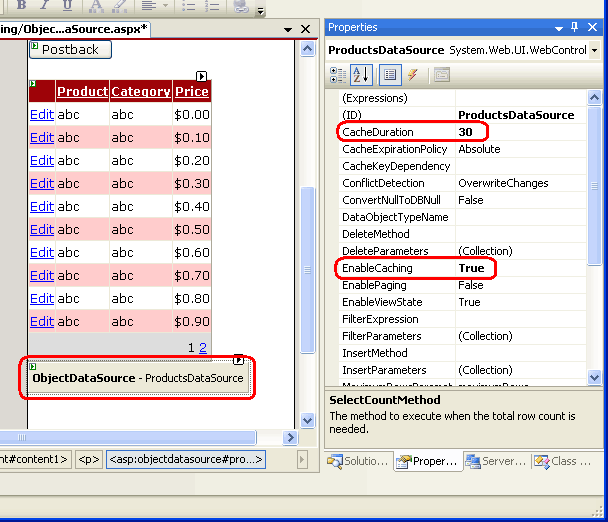 B I U A
ing/Objec...aSource.aspx*
Postback
Product Category Price
Edit abc abc $0.00
Edit abc abc $0.10
Edit abc abc $0.20
Edit abc abc $0.30
Edit abc abc $0.40
Edit abc abc $0.50
Edit abc abc $0.60
Edit abc abc $0.70
Edit abc abc $0.80
Edit abc abc $0.90
1 2
ObjectDataSource - ProductsDataSource
nt#content1> <p> <asp:objectdatasource#pro...>
Properties
ProductsDataSource System.Web.UI.WebControl
(Expressions)
(ID) ProductsDataSource
CacheDuration 30
CacheExpirationPolicy Absolute
CacheKeyDependency
ConflictDetection OverwriteChanges
ConvertNullToDBNull False
DataObjectTypeName
DeleteMethod
DeleteParameters (Collection)
EnableCaching True
EnablePaging False
EnableViewState True
FilterExpression
FilterParameters (Collection)
InsertMethod
InsertParameters (Collection)
SelectCountMethod
The method to execute when the total row count is
needed.
Solutio... Proper... Server... Class ...